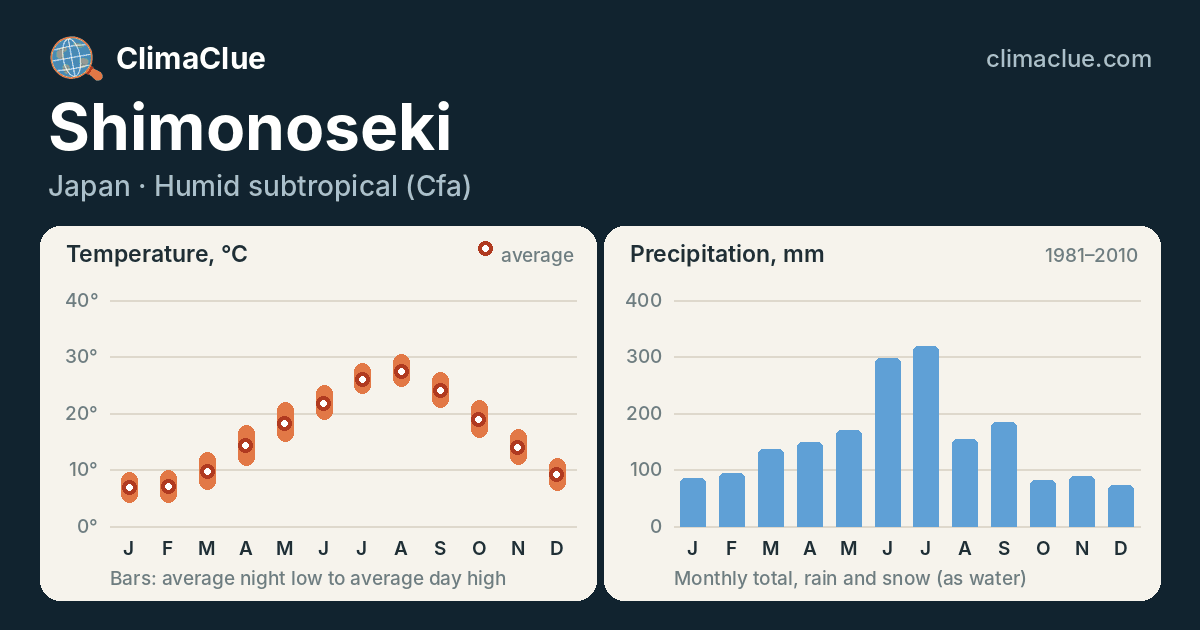 ClimaClue
climaclue.com
Shimonoseki
Japan · Humid subtropical (Cfa)
Temperature, °C
average
40°
30°
20°
10°
0°
J F M A M J J A S O N D
Bars: average night low to average day high
Precipitation, mm
1981–2010
400
300
200
100
0
J F M A M J J A S O N D
Monthly total, rain and snow (as water)